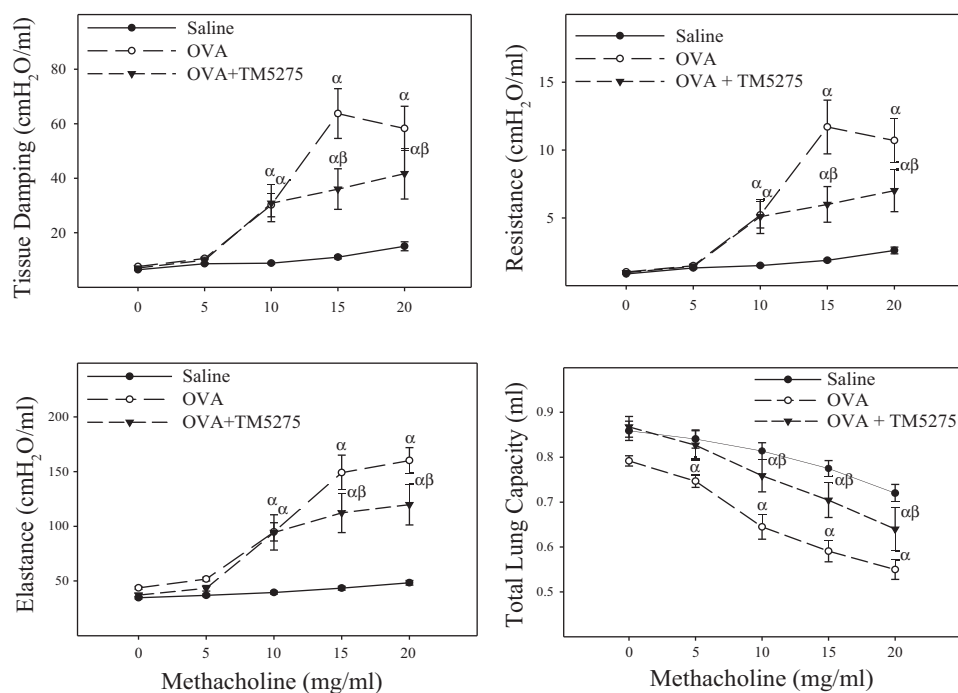 Saline
OVA
OVA+TM5275
Tissue Damping (cmH2O/ml)
80
60
40
20
α
α
α α
αβ
αβ
0 5 10 15 20
Saline
OVA
OVA + TM5275
Resistance (cmH2O/ml)
15
10
5
α
α
α α
αβ
αβ
0 5 10 15 20
Saline
OVA
OVA+TM5275
Elastance (cmH2O/ml)
200
150
100
50
α
α
α α
αβ
αβ
0 5 10 15 20
Methacholine (mg/ml)
Saline
OVA
OVA + TM5275
Total Lung Capacity (ml)
0.9
0.8
0.7
0.6
0.5
αβ
αβ
αβ
α
α
α
α
0 5 10 15 20
Methacholine (mg/ml)